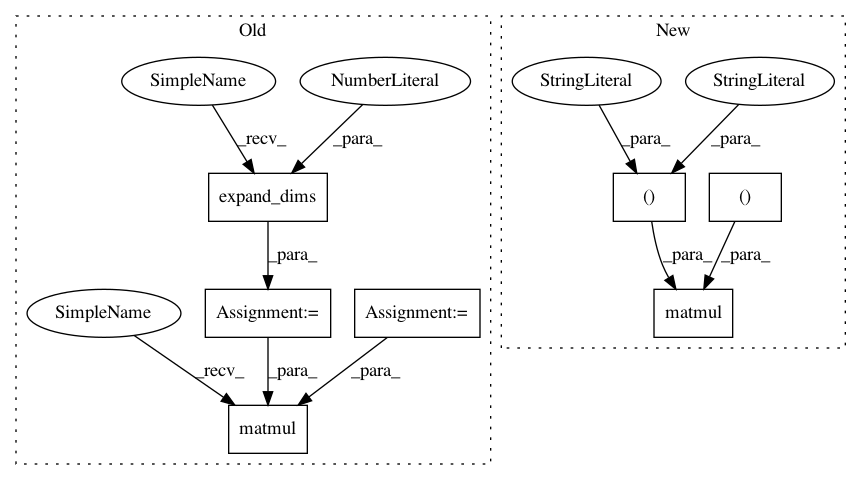 Old
New
SimpleName
NumberLiteral
StringLiteral
StringLiteral
_recv_
_para_
_para_
_para_
expand_dims
()
()
_para_
_para_
_para_
SimpleName
Assignment:=
Assignment:=
matmul
_recv_
_para_
_para_
matmul